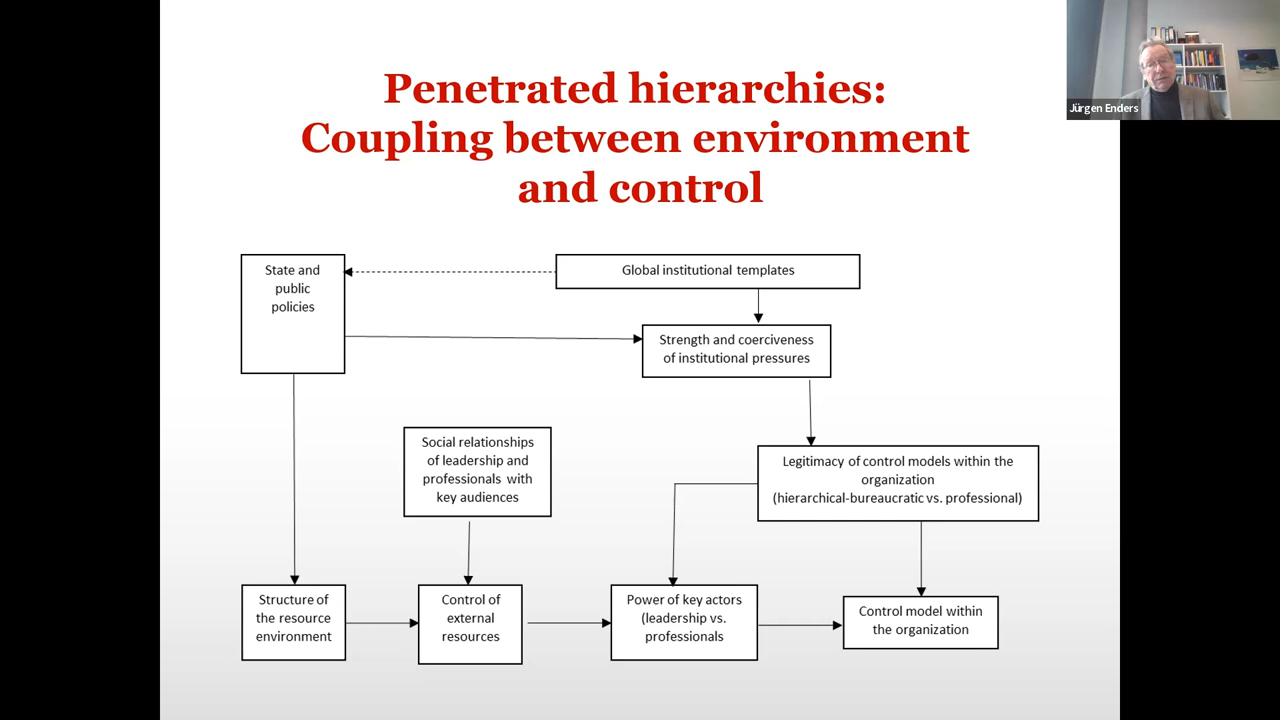 Penetrated hierarchies:
Coupling between environment
and control
Jürgen Enders
State and
public
policies
Global institutional templates
Strength and coerciveness
of institutional pressures
Social relationships
of leadership and
professionals with
key audiences
Legitimacy of control models within the
organization
(hierarchical-bureaucratic vs. professional)
Structure of
the resource
environment
Control of
external
resources
Power of key actors
(leadership vs.
professionals
Control model within
the organization